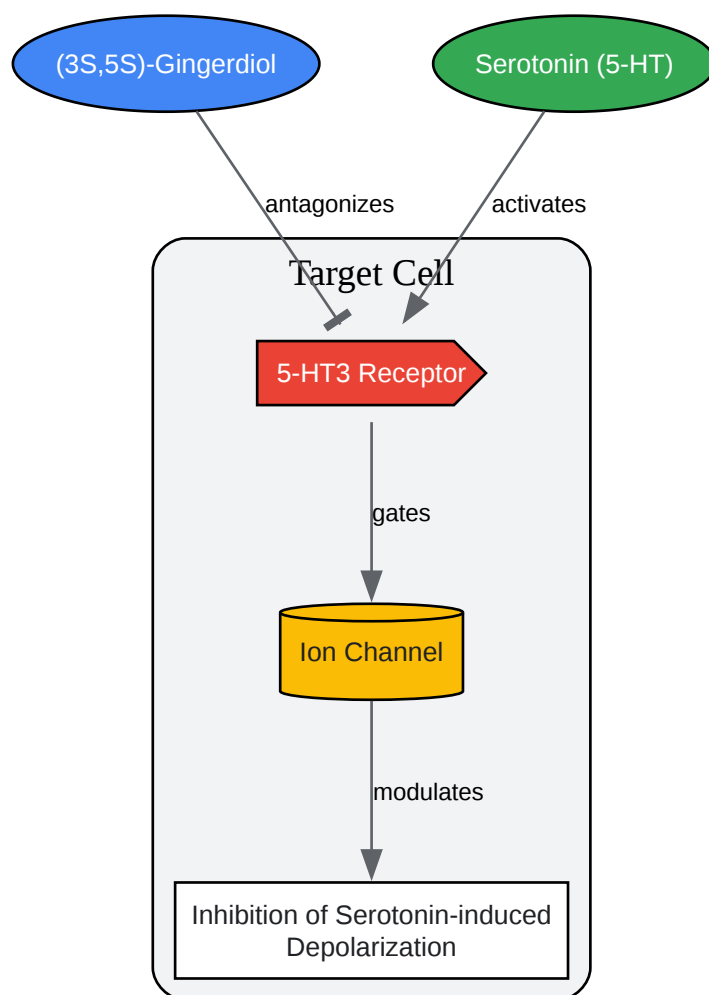 (3S,5S)-Gingerdiol
Serotonin (5-HT)
antagonizes
activates
Target Cell
5-HT3 Receptor
gates
Ion Channel
modulates
Inhibition of Serotonin-induced
Depolarization